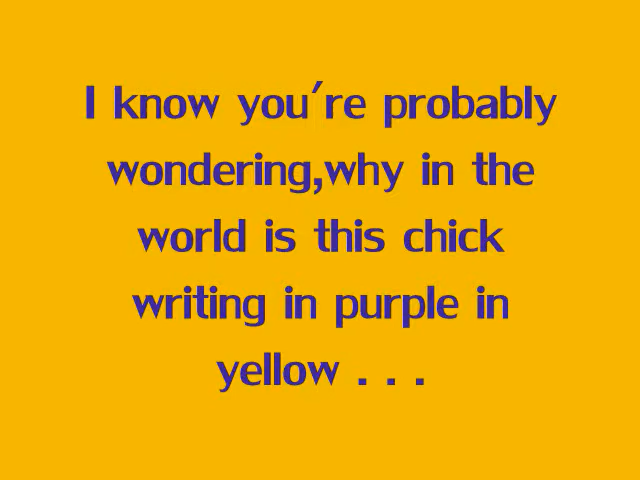 I know you're probably
wondering,why in the
world is this chick
writing in purple in
yellow . . .